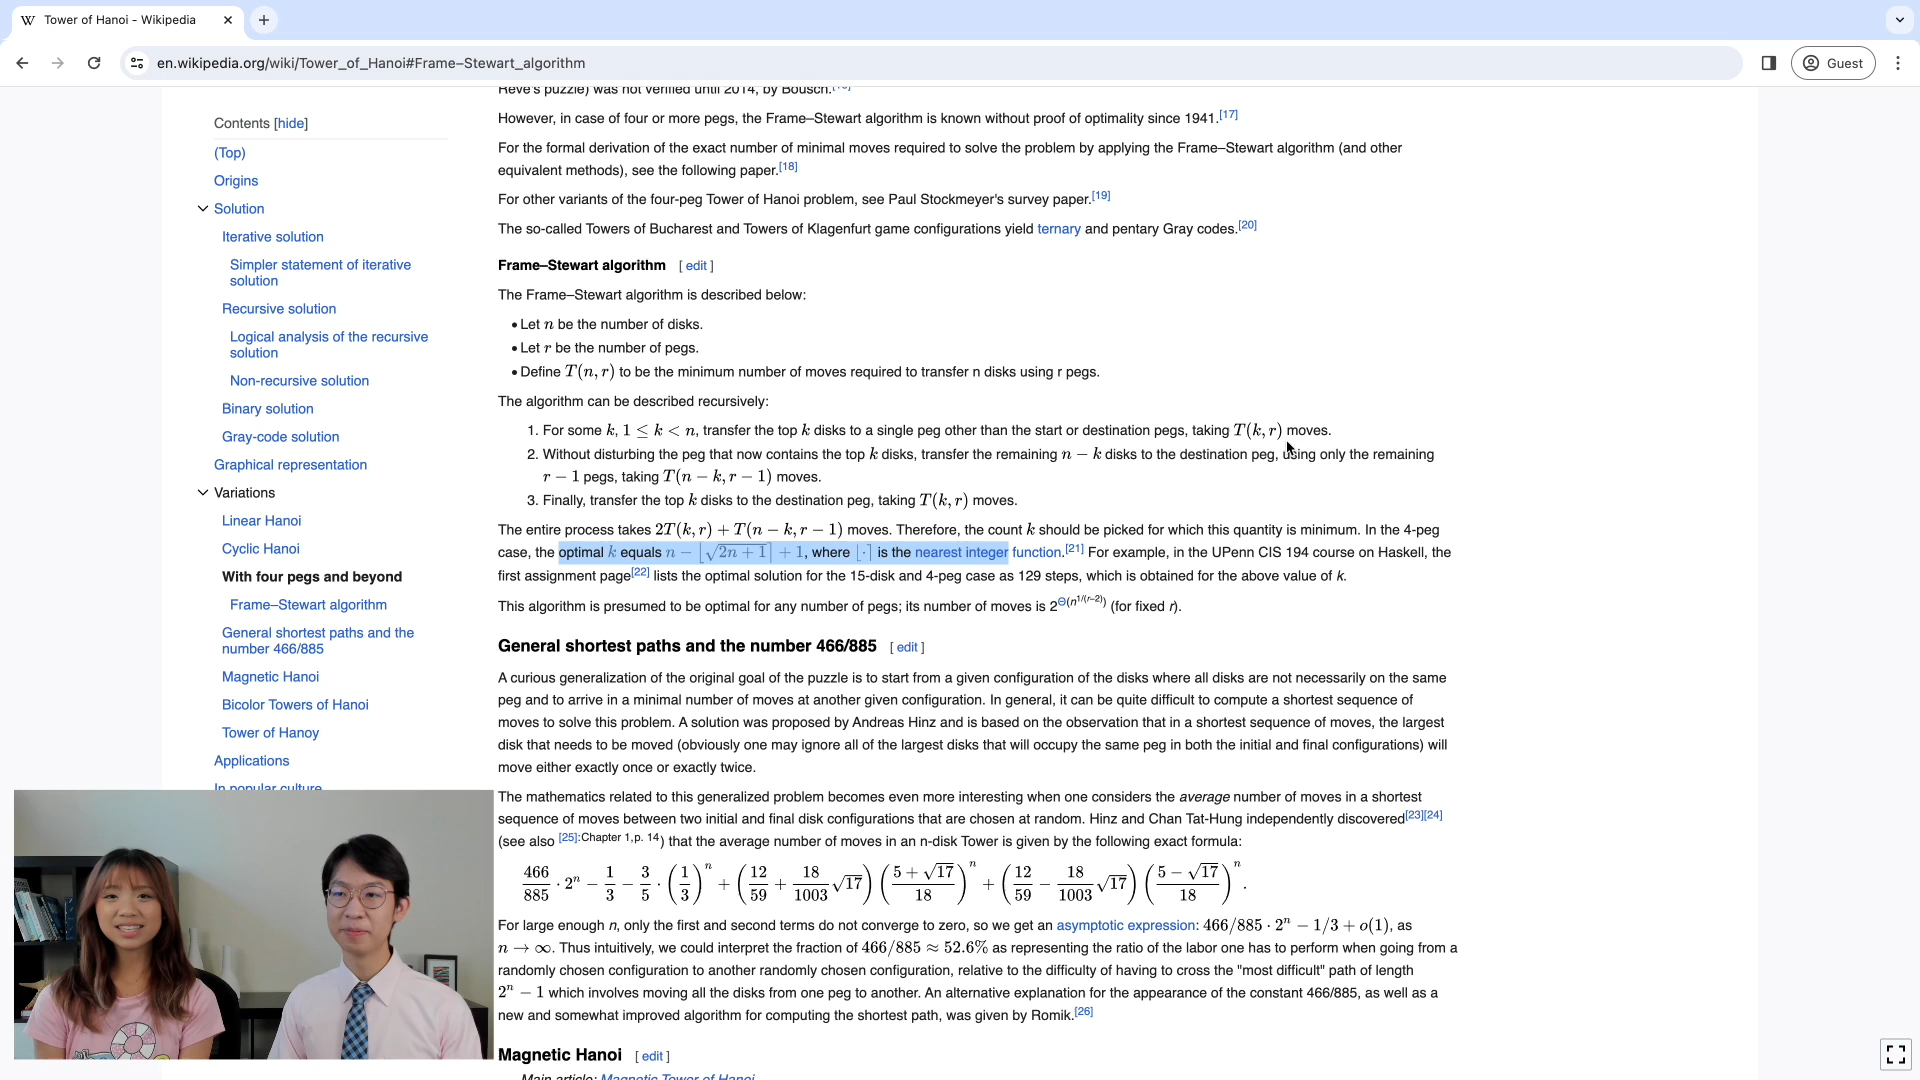 Tower of Hanoi - Wikipedia
en.wikipedia.org/wiki/Tower_of_Hanoi#Frame–Stewart_algorithm
Guest
Contents [hide]
(Top)
Origins
Solution
Iterative solution
Simpler statement of iterative
solution
Recursive solution
Logical analysis of the recursive
solution
Non-recursive solution
Binary solution
Gray-code solution
Graphical representation
Variations
Linear Hanoi
Cyclic Hanoi
With four pegs and beyond
Frame–Stewart algorithm
General shortest paths and the
number 466/885
Magnetic Hanoi
Bicolor Towers of Hanoi
Tower of Hanoy
Applications
In popular culture
Reve's puzzle) was not verified until 2014, by Bousch.
However, in case of four or more pegs, the Frame–Stewart algorithm is known without proof of optimality since 1941.[17]
For the formal derivation of the exact number of minimal moves required to solve the problem by applying the Frame–Stewart algorithm (and other
equivalent methods), see the following paper.[18]
For other variants of the four-peg Tower of Hanoi problem, see Paul Stockmeyer's survey paper.[19]
The so-called Towers of Bucharest and Towers of Klagenfurt game configurations yield ternary and pentary Gray codes.[20]
Frame–Stewart algorithm [ edit ]
The Frame–Stewart algorithm is described below:
• Let n be the number of disks.
• Let r be the number of pegs.
• Define T(n, r) to be the minimum number of moves required to transfer n disks using r pegs.
The algorithm can be described recursively:
1. For some k, 1 ≤ k < n, transfer the top k disks to a single peg other than the start or destination pegs, taking T(k, r) moves.
2. Without disturbing the peg that now contains the top k disks, transfer the remaining n − k disks to the destination peg, using only the remaining
r − 1 pegs, taking T(n − k, r − 1) moves.
3. Finally, transfer the top k disks to the destination peg, taking T(k, r) moves.
The entire process takes 2T(k, r) + T(n − k, r − 1) moves. Therefore, the count k should be picked for which this quantity is minimum. In the 4-peg
case, the optimal k equals n − ⌊√(2n + 1)⌉ + 1, where ⌊·⌉ is the nearest integer function.[21] For example, in the UPenn CIS 194 course on Haskell, the
first assignment page[22] lists the optimal solution for the 15-disk and 4-peg case as 129 steps, which is obtained for the above value of k.
This algorithm is presumed to be optimal for any number of pegs; its number of moves is 2^Θ(n^1/(r−2)) (for fixed r).
General shortest paths and the number 466/885 [ edit ]
A curious generalization of the original goal of the puzzle is to start from a given configuration of the disks where all disks are not necessarily on the same
peg and to arrive in a minimal number of moves at another given configuration. In general, it can be quite difficult to compute a shortest sequence of
moves to solve this problem. A solution was proposed by Andreas Hinz and is based on the observation that in a shortest sequence of moves, the largest
disk that needs to be moved (obviously one may ignore all of the largest disks that will occupy the same peg in both the initial and final configurations) will
move either exactly once or exactly twice.
The mathematics related to this generalized problem becomes even more interesting when one considers the average number of moves in a shortest
sequence of moves between two initial and final disk configurations that are chosen at random. Hinz and Chan Tat-Hung independently discovered[23][24]
(see also [25]:Chapter 1,p. 14) that the average number of moves in an n-disk Tower is given by the following exact formula:
466/885 · 2^n − 1/3 − 3/5 · (1/3)^n + (12/59 + 18/1003 √17) ((5 + √17)/18)^n + (12/59 − 18/1003 √17) ((5 − √17)/18)^n.
For large enough n, only the first and second terms do not converge to zero, so we get an asymptotic expression: 466/885 · 2^n − 1/3 + o(1), as
n → ∞. Thus intuitively, we could interpret the fraction of 466/885 ≈ 52.6% as representing the ratio of the labor one has to perform when going from a
randomly chosen configuration to another randomly chosen configuration, relative to the difficulty of having to cross the "most difficult" path of length
2^n − 1 which involves moving all the disks from one peg to another. An alternative explanation for the appearance of the constant 466/885, as well as a
new and somewhat improved algorithm for computing the shortest path, was given by Romik.[26]
Magnetic Hanoi [ edit ]
Main article: Magnetic Tower of Hanoi